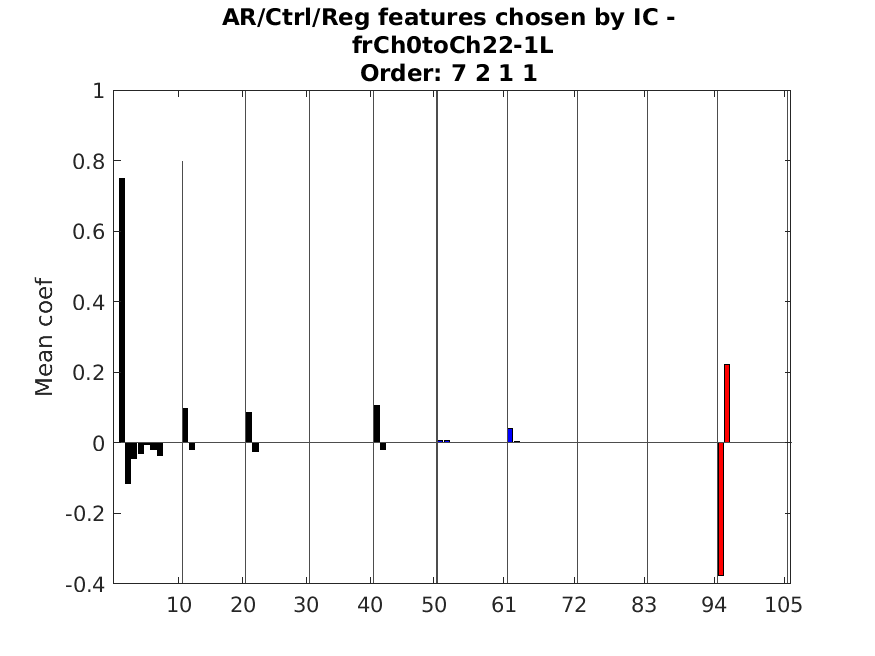 AR/Ctrl/Reg features chosen by IC -
frCh0toCh22-1L
Order: 7 2 1 1
1
0.8
0.6
0.4
0.2
0
-0.2
-0.4
Mean coef
10 20 30 40 50 61 72 83 94 105